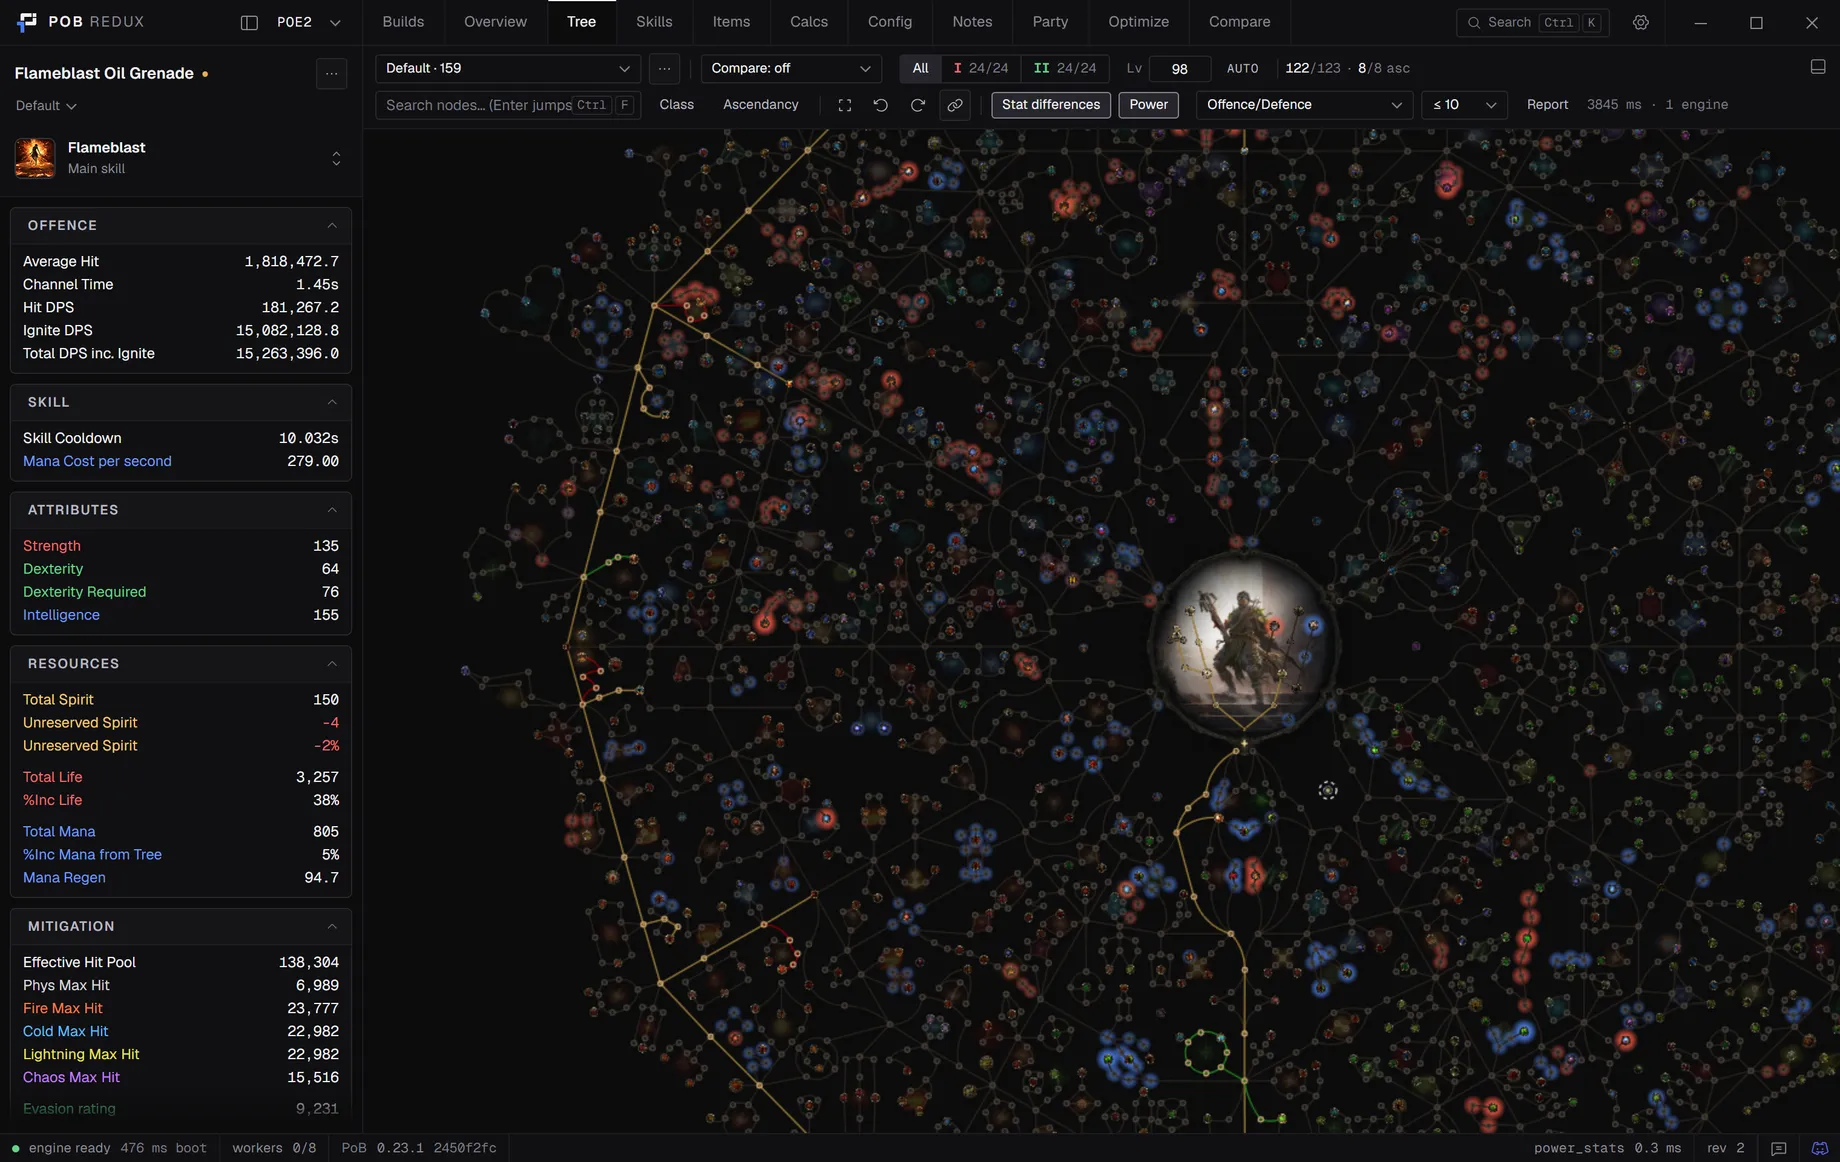 POB REDUX
POE2
Builds
Overview
Tree
Skills
Items
Calcs
Config
Notes
Party
Optimize
Compare
Search Ctrl K
Flameblast Oil Grenade
Default
Default · 159
Compare: off
All
I 24/24
II 24/24
Lv 98
AUTO
122/123 · 8/8 asc
Search nodes… (Enter jumps Ctrl F
Class
Ascendancy
Stat differences
Power
Offence/Defence
≤ 10
Report
3845 ms · 1 engine
Flameblast
Main skill
OFFENCE
Average Hit 1,818,472.7
Channel Time 1.45s
Hit DPS 181,267.2
Ignite DPS 15,082,128.8
Total DPS inc. Ignite 15,263,396.0
SKILL
Skill Cooldown 10.032s
Mana Cost per second 279.00
ATTRIBUTES
Strength 135
Dexterity 64
Dexterity Required 76
Intelligence 155
RESOURCES
Total Spirit 150
Unreserved Spirit -4
Unreserved Spirit -2%
Total Life 3,257
%Inc Life 38%
Total Mana 805
%Inc Mana from Tree 5%
Mana Regen 94.7
MITIGATION
Effective Hit Pool 138,304
Phys Max Hit 6,989
Fire Max Hit 23,777
Cold Max Hit 22,982
Lightning Max Hit 22,982
Chaos Max Hit 15,516
Evasion rating 9,231
engine ready 476 ms boot
workers 0/8
PoB 0.23.1 2450f2fc
power_stats 0.3 ms
rev 2